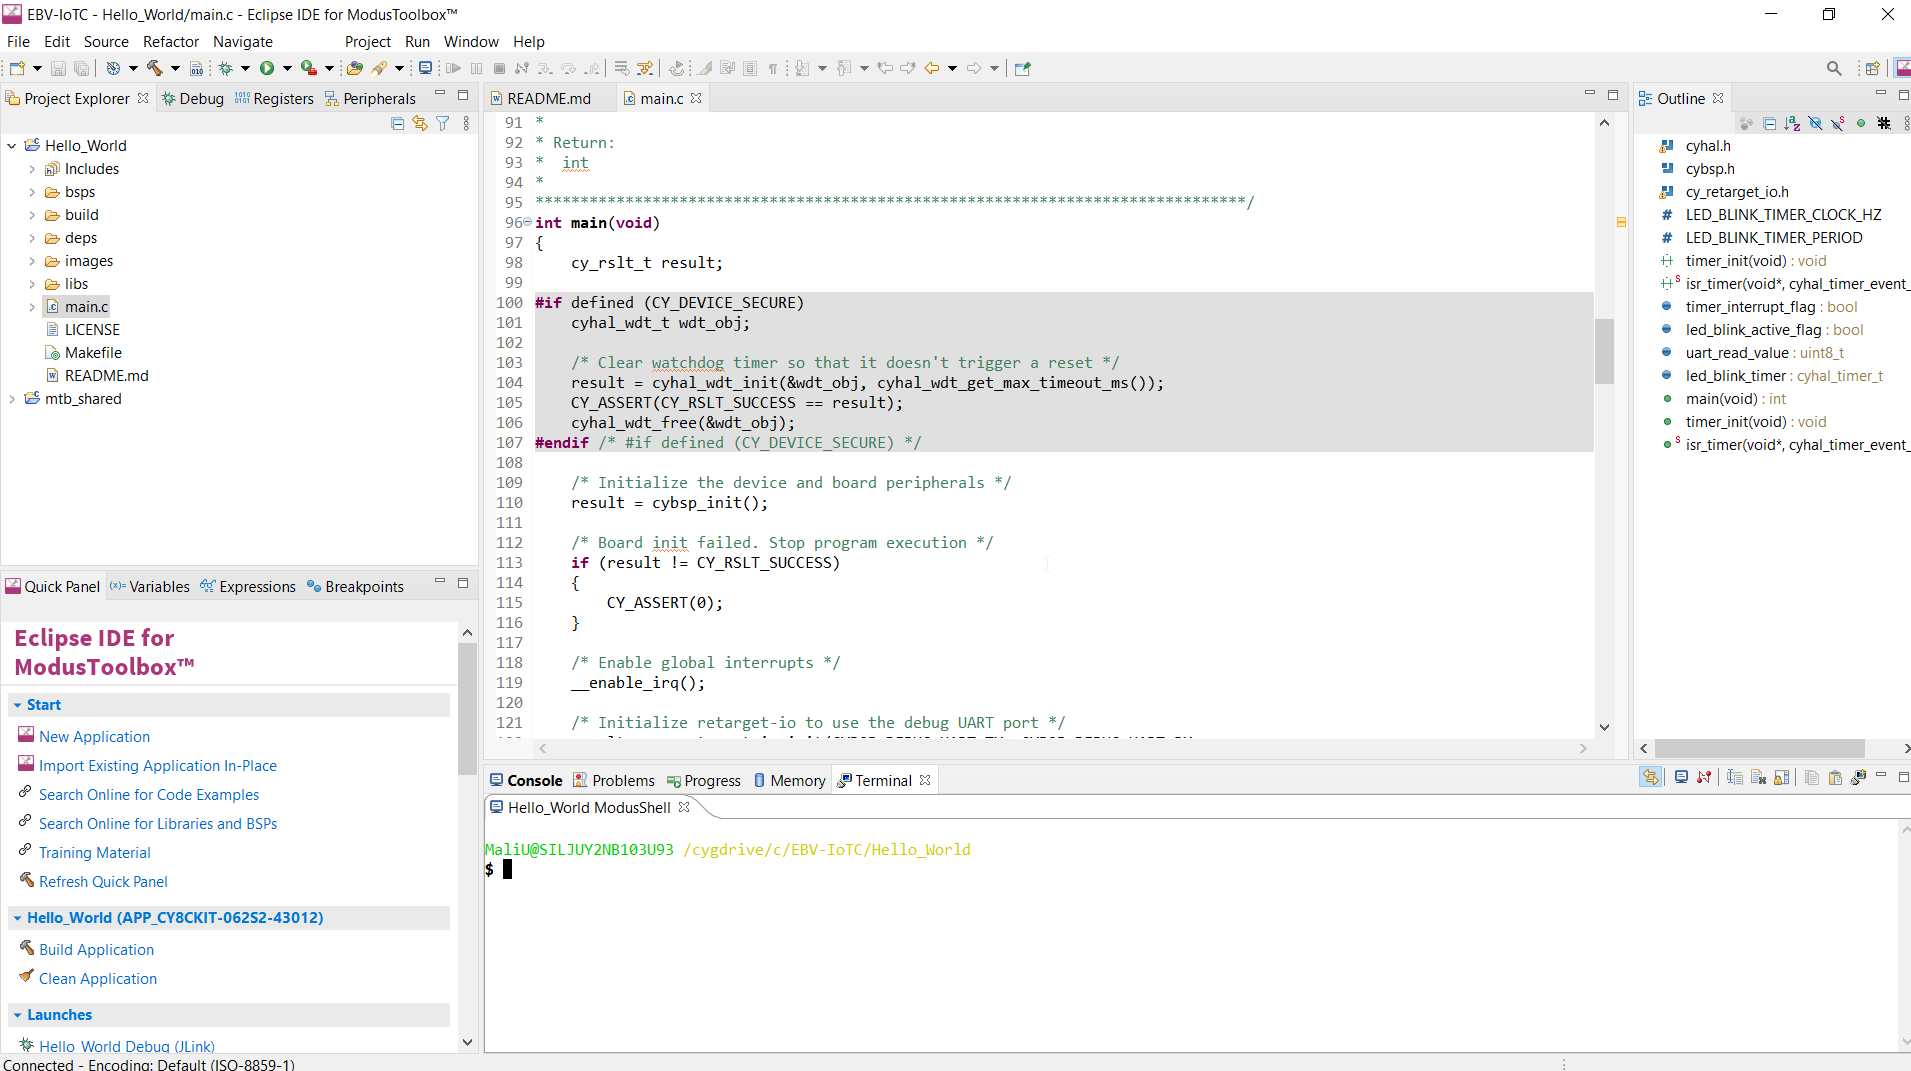 EBV-IoTC - Hello_World/main.c - Eclipse IDE for ModusToolbox™
File Edit Source Refactor Navigate Project Run Window Help
Project Explorer Debug Registers Peripherals
Hello_World
Includes
bsps
build
deps
images
libs
main.c
LICENSE
Makefile
README.md
mtb_shared
Quick Panel (x)= Variables Expressions Breakpoints
Eclipse IDE for
ModusToolbox™
Start
New Application
Import Existing Application In-Place
Search Online for Code Examples
Search Online for Libraries and BSPs
Training Material
Refresh Quick Panel
Hello_World (APP_CY8CKIT-062S2-43012)
Build Application
Clean Application
Launches
Hello_World Debug (JLink)
README.md main.c
91 *
92 * Return:
93 *  int
94 *
95 *******************************************************************************/
96 int main(void)
97 {
98     cy_rslt_t result;
99
100 #if defined (CY_DEVICE_SECURE)
101     cyhal_wdt_t wdt_obj;
102
103     /* Clear watchdog timer so that it doesn't trigger a reset */
104     result = cyhal_wdt_init(&wdt_obj, cyhal_wdt_get_max_timeout_ms());
105     CY_ASSERT(CY_RSLT_SUCCESS == result);
106     cyhal_wdt_free(&wdt_obj);
107 #endif /* #if defined (CY_DEVICE_SECURE) */
108
109     /* Initialize the device and board peripherals */
110     result = cybsp_init();
111
112     /* Board init failed. Stop program execution */
113     if (result != CY_RSLT_SUCCESS)
114     {
115         CY_ASSERT(0);
116     }
117
118     /* Enable global interrupts */
119     __enable_irq();
120
121     /* Initialize retarget-io to use the debug UART port */
Outline
cyhal.h
cybsp.h
cy_retarget_io.h
# LED_BLINK_TIMER_CLOCK_HZ
# LED_BLINK_TIMER_PERIOD
timer_init(void) : void
isr_timer(void*, cyhal_timer_event_
timer_interrupt_flag : bool
led_blink_active_flag : bool
uart_read_value : uint8_t
led_blink_timer : cyhal_timer_t
main(void) : int
timer_init(void) : void
isr_timer(void*, cyhal_timer_event_
Console Problems Progress Memory Terminal
Hello_World ModusShell
MaliU@SILJUY2NB103U93 /cygdrive/c/EBV-IoTC/Hello_World
$
Connected - Encoding: Default (ISO-8859-1)